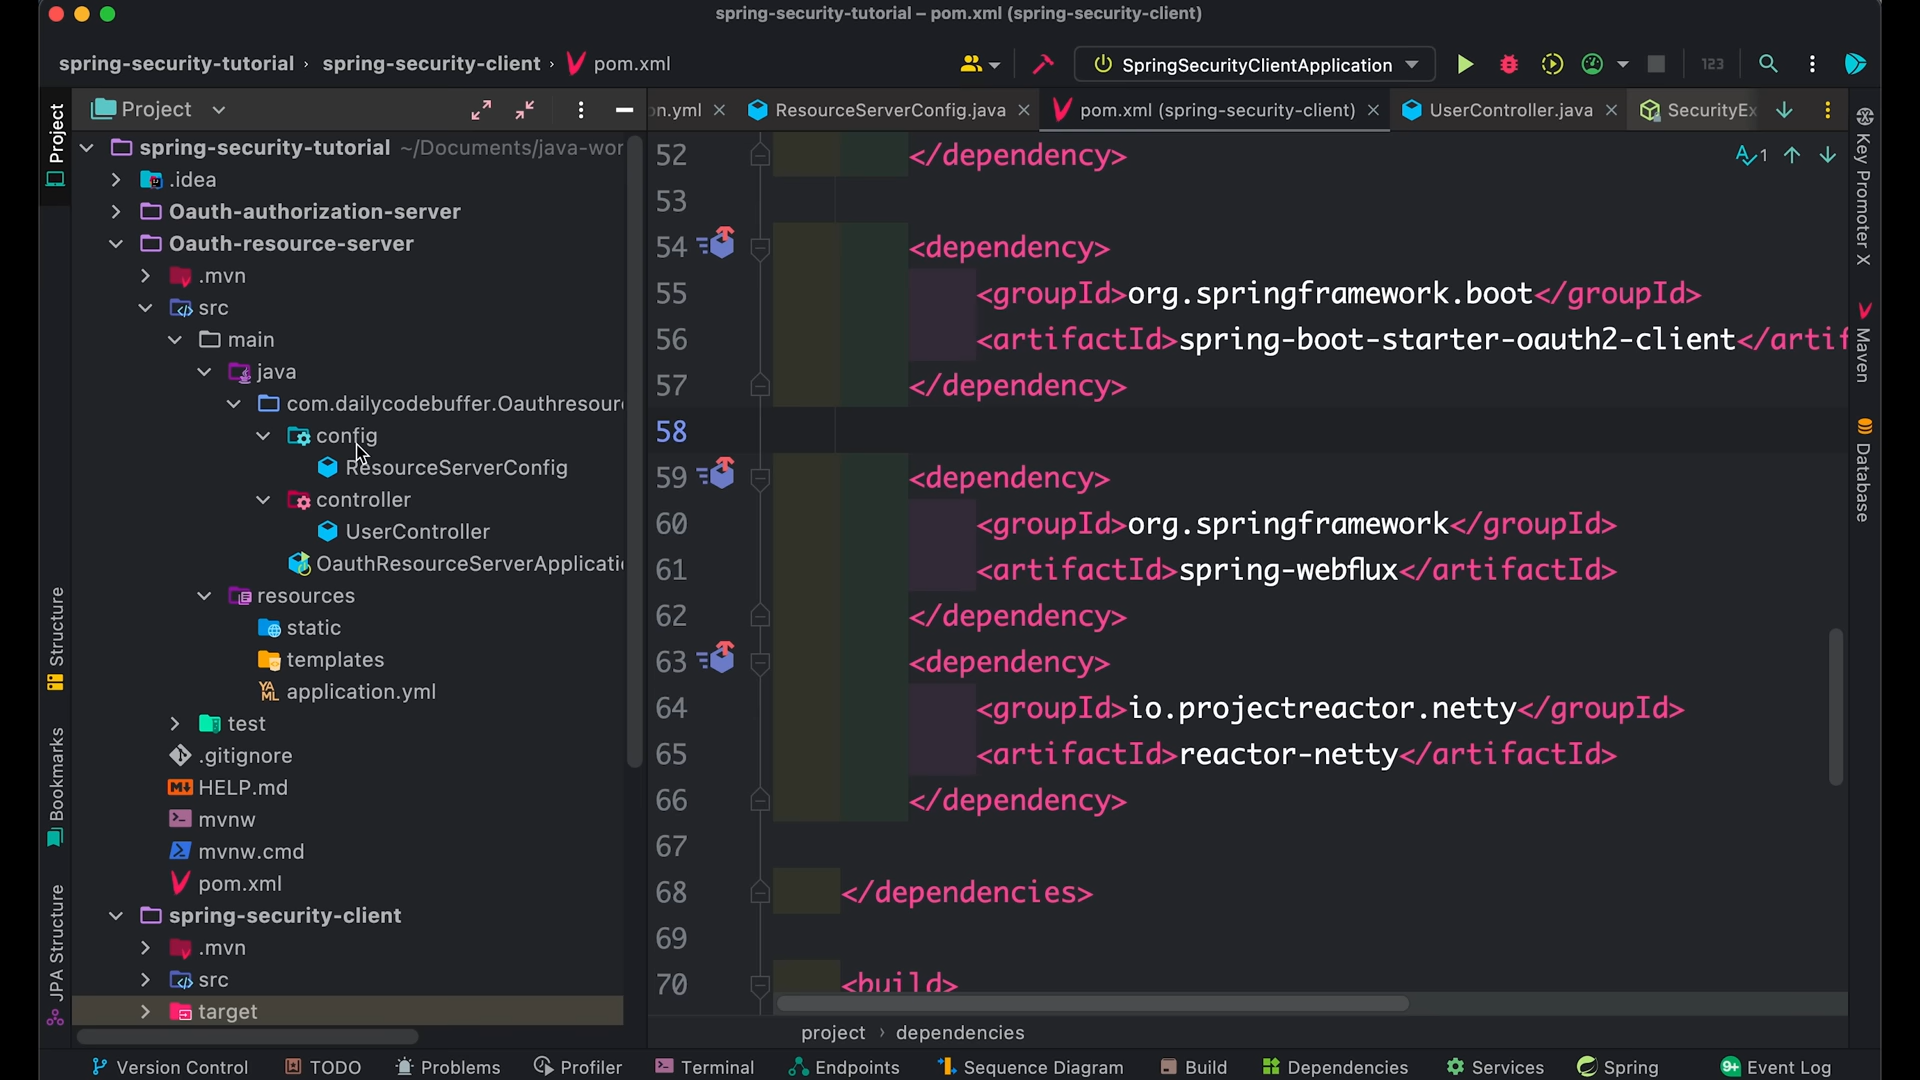 spring-security-tutorial – pom.xml (spring-security-client)
spring-security-tutorial › spring-security-client › pom.xml
SpringSecurityClientApplication
123
Project
on.yml
ResourceServerConfig.java
pom.xml (spring-security-client)
UserController.java
SecurityEx
Project
Structure
Bookmarks
JPA Structure
spring-security-tutorial ~/Documents/java-wor
.idea
Oauth-authorization-server
Oauth-resource-server
.mvn
src
main
java
com.dailycodebuffer.Oauthresour
config
ResourceServerConfig
controller
UserController
OauthResourceServerApplicati
resources
static
templates
YA
ML
application.yml
test
.gitignore
HELP.md
mvnw
mvnw.cmd
pom.xml
spring-security-client
.mvn
src
target
1
52 </dependency>
53
54 <dependency>
55 <groupId>org.springframework.boot</groupId>
56 <artifactId>spring-boot-starter-oauth2-client</artif
57 </dependency>
58
59 <dependency>
60 <groupId>org.springframework</groupId>
61 <artifactId>spring-webflux</artifactId>
62 </dependency>
63 <dependency>
64 <groupId>io.projectreactor.netty</groupId>
65 <artifactId>reactor-netty</artifactId>
66 </dependency>
67
68 </dependencies>
69
70 <build>
Key Promoter X
Maven
Database
project › dependencies
Version Control
TODO
Problems
Profiler
Terminal
Endpoints
Sequence Diagram
Build
Dependencies
Services
Spring
9+ Event Log